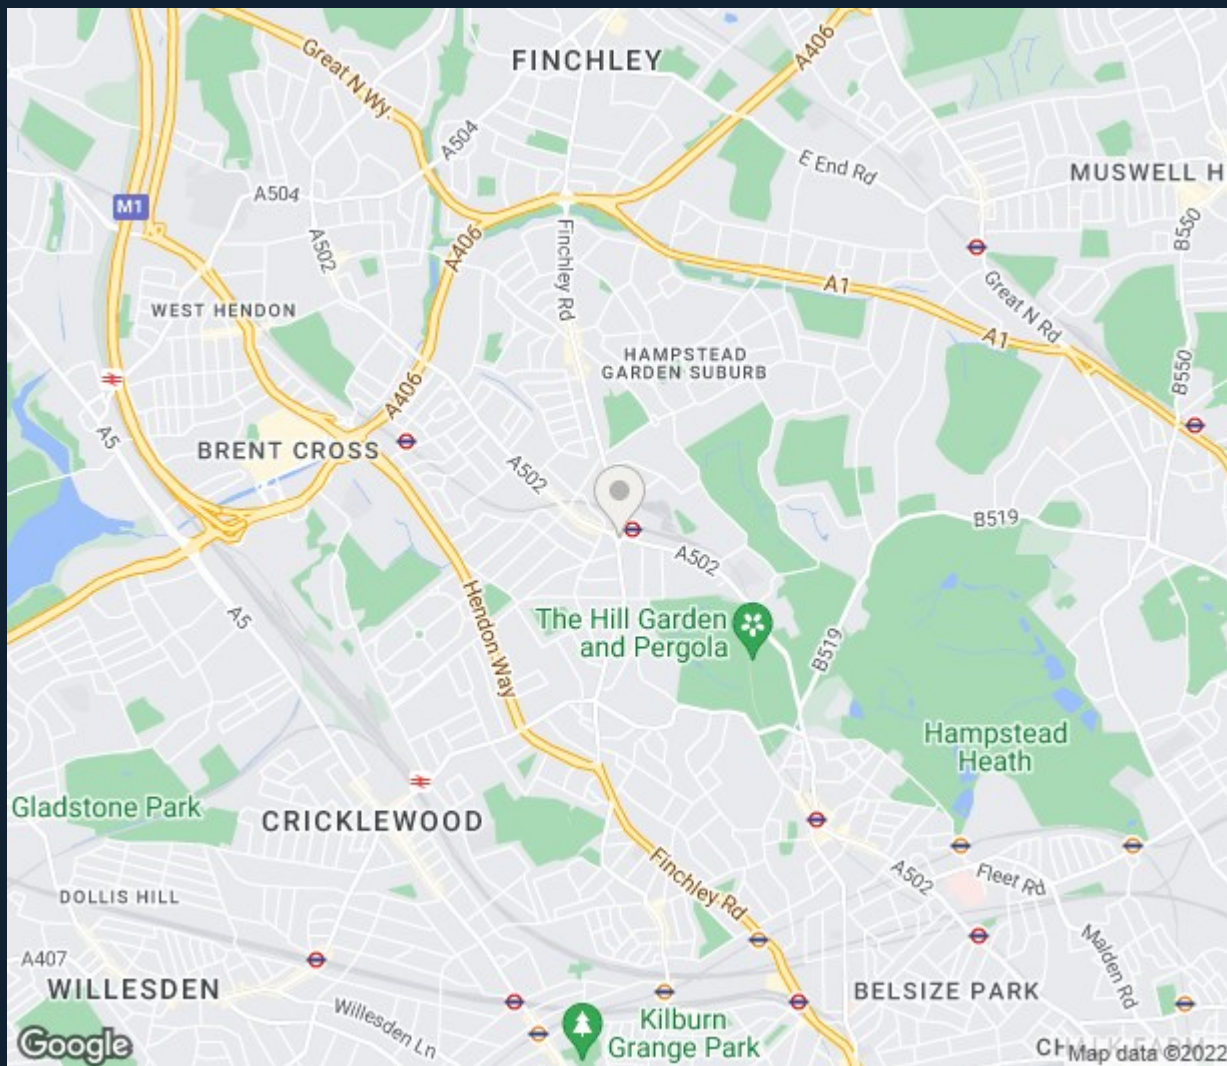 FINCHLEY
Great N Wy.
A406
A504
E End Rd
MUSWELL H
A504
M1
B550
A502
Finchley Rd
A406
A1
Great N Rd
WEST HENDON
A1
HAMPSTEAD
GARDEN SUBURB
B550
A406
A5
BRENT CROSS
A502
B519
A502
A5
Hendon Way
The Hill Garden
and Pergola
B519
Hampstead
Heath
Gladstone Park
CRICKLEWOOD
Finchley Rd
A502
Fleet Rd
DOLLIS HILL
Malden Rd
A407
WILLESDEN
BELSIZE PARK
Willesden Ln
Kilburn
Grange Park
Google
Map data ©2022